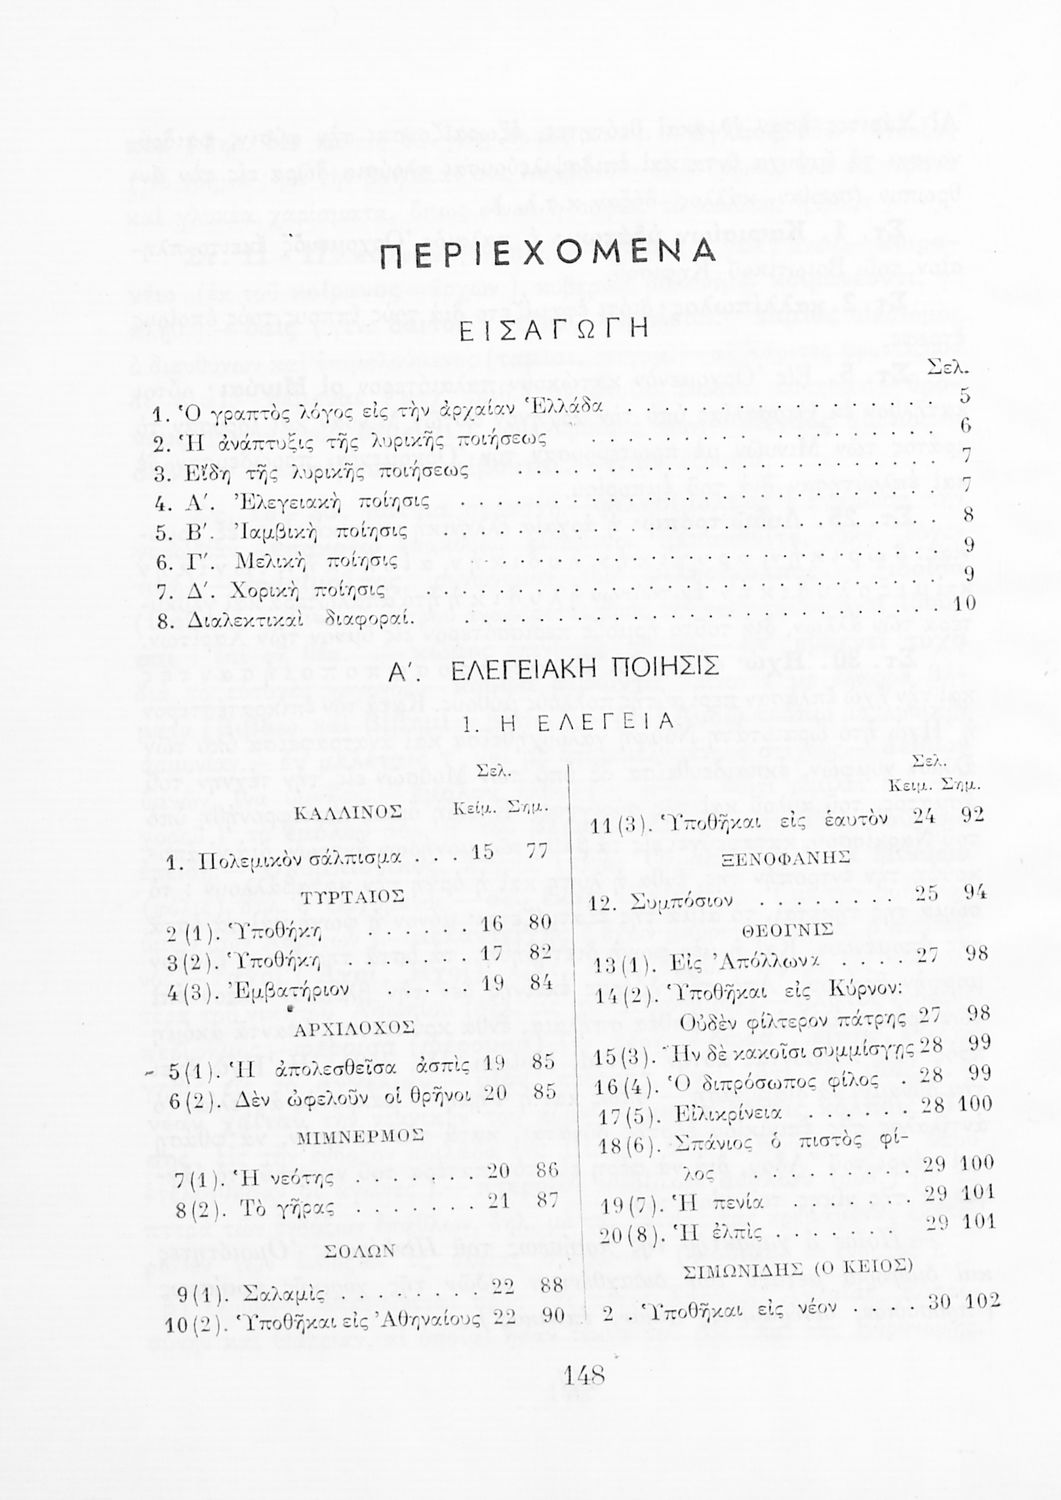 ΠΕΡΙΕΧΟΜΕΝΑ
ΕΙΣΑΓΩΓΗ
Σελ.
1. Ὁ γραπτὸς λόγος εἰς τὴν ἀρχαίαν Ἑλλάδα . . . . . . . . . . . . . . . . 5
2. Ἡ ἀνάπτυξις τῆς λυρικῆς ποιήσεως . . . . . . . . . . . . . . . . . . 6
3. Εἴδη τῆς λυρικῆς ποιήσεως . . . . . . . . . . . . . . . . . . . . . . 7
4. Α΄. Ἐλεγειακὴ ποίησις . . . . . . . . . . . . . . . . . . . . . . . . 7
5. Β΄. Ἰαμβικὴ ποίησις . . . . . . . . . . . . . . . . . . . . . . . . . 8
6. Γ΄. Μελικὴ ποίησις . . . . . . . . . . . . . . . . . . . . . . . . . 9
7. Δ΄. Χορικὴ ποίησις . . . . . . . . . . . . . . . . . . . . . . . . . 9
8. Διαλεκτικαὶ διαφοραί. . . . . . . . . . . . . . . . . . . . . . . . . 10
Α΄. ΕΛΕΓΕΙΑΚΗ ΠΟΙΗΣΙΣ
1. Η ΕΛΕΓΕΙΑ
Σελ.
ΚΑΛΛΙΝΟΣ Κείμ. Σημ.
1. Πολεμικὸν σάλπισμα . . . 15 77
ΤΥΡΤΑΙΟΣ
2 (1). Ὑποθήκη . . . . . . 16 80
3 (2). Ὑποθήκη . . . . . . . 17 82
4 (3). Ἐμβατήριον . . . . . 19 84
ΑΡΧΙΛΟΧΟΣ
5 (1). Ἡ ἀπολεσθεῖσα ἀσπὶς 19 85
6 (2). Δὲν ὠφελοῦν οἱ θρῆνοι 20 85
ΜΙΜΝΕΡΜΟΣ
7 (1). Ἡ νεότης . . . . . . . 20 86
8 (2). Τὸ γῆρας . . . . . . . 21 87
ΣΟΛΩΝ
9 (1). Σαλαμὶς . . . . . . . . 22 88
10 (2). Ὑποθῆκαι εἰς Ἀθηναίους 22 90
Σελ.
Κειμ. Σημ.
11 (3). Ὑποθῆκαι εἰς ἑαυτὸν 24 92
ΞΕΝΟΦΑΝΗΣ
12. Συμπόσιον . . . . . . . . 25 94
ΘΕΟΓΝΙΣ
13 (1). Εἰς Ἀπόλλωνα . . . . 27 98
14 (2). Ὑποθῆκαι εἰς Κύρνον:
Οὐδὲν φίλτερον πάτρης 27 98
15 (3). Ἢν δὲ κακοῖσι συμμίσγῃς 28 99
16 (4). Ὁ διπρόσωπος φίλος . 28 99
17 (5). Εἰλικρίνεια . . . . . . 28 100
18 (6). Σπάνιος ὁ πιστὸς φί-
λος . . . . . . . . . 29 100
19 (7). Ἡ πενία . . . . . . 29 101
20 (8). Ἡ ἐλπὶς . . . . . . . 29 101
ΣΙΜΩΝΙΔΗΣ (Ο ΚΕΙΟΣ)
2 . Ὑποθῆκαι εἰς νέον . . . . 30 102
148